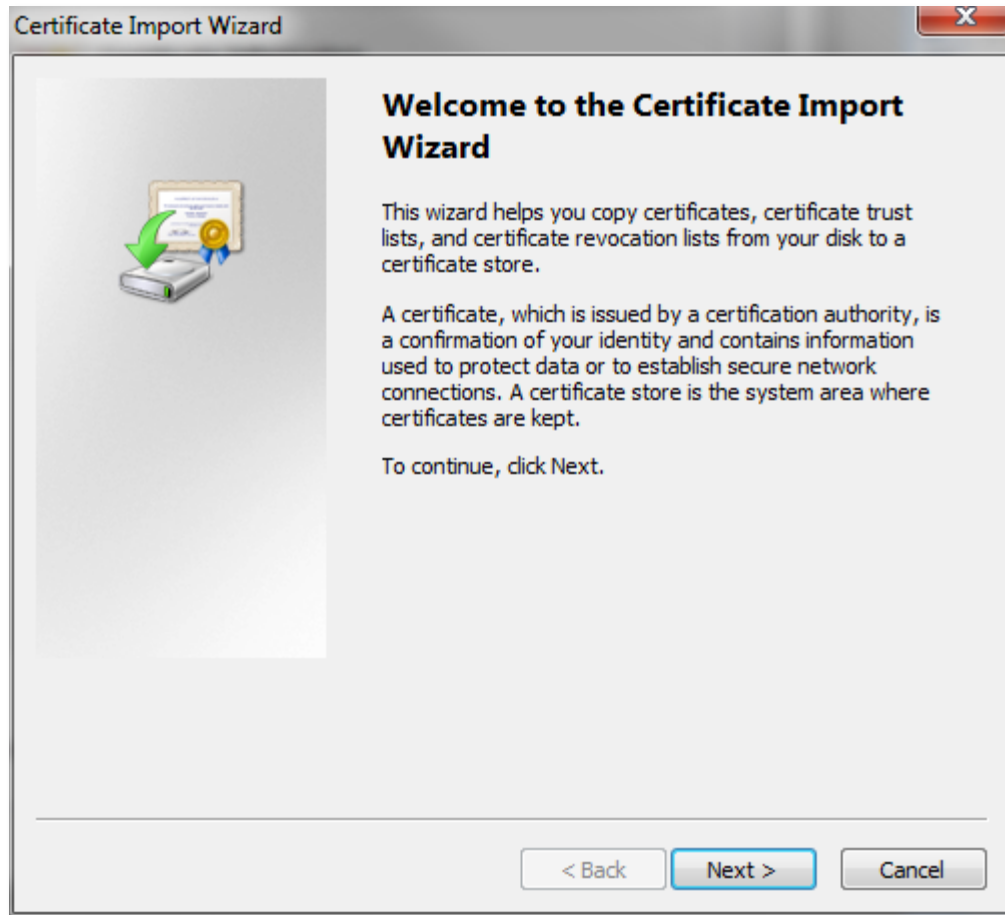 Certificate Import Wizard
X
Welcome to the Certificate Import
Wizard
This wizard helps you copy certificates, certificate trust
lists, and certificate revocation lists from your disk to a
certificate store.
A certificate, which is issued by a certification authority, is
a confirmation of your identity and contains information
used to protect data or to establish secure network
connections. A certificate store is the system area where
certificates are kept.
To continue, click Next.
< Back Next > Cancel